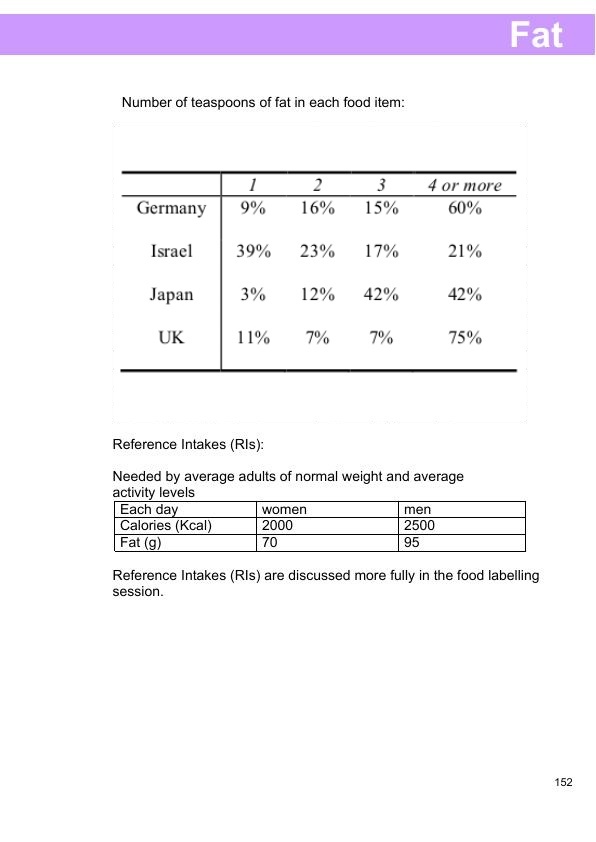 Fat
Number of teaspoons of fat in each food item:
1 2 3 4 or more
Germany 9% 16% 15% 60%
Israel 39% 23% 17% 21%
Japan 3% 12% 42% 42%
UK 11% 7% 7% 75%
Reference Intakes (RIs):
Needed by average adults of normal weight and average
activity levels
Each day women men
Calories (Kcal) 2000 2500
Fat (g) 70 95
Reference Intakes (RIs) are discussed more fully in the food labelling
session.
152